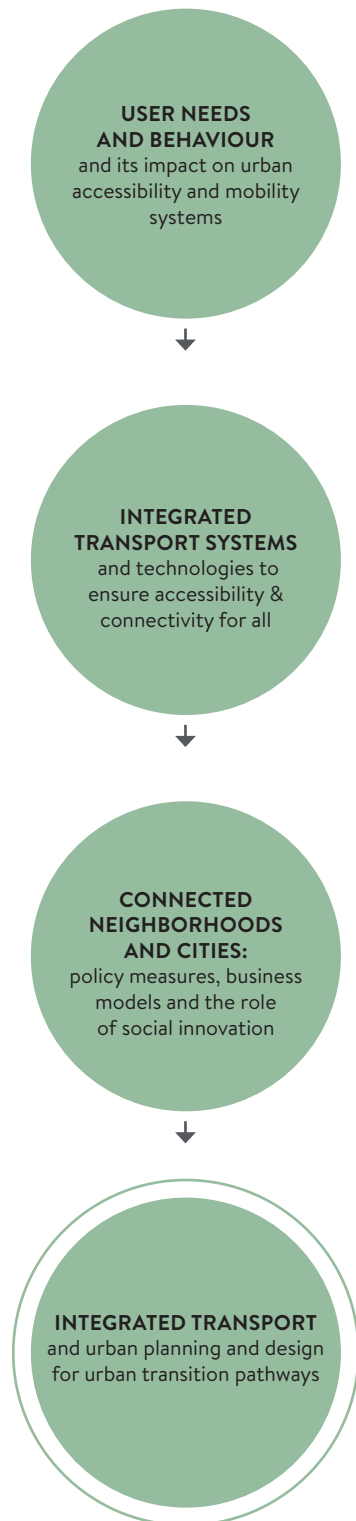 USER NEEDS
AND BEHAVIOUR
and its impact on urban
accessibility and mobility
systems
INTEGRATED
TRANSPORT SYSTEMS
and technologies to
ensure accessibility &
connectivity for all
CONNECTED
NEIGHBORHOODS
AND CITIES:
policy measures, business
models and the role
of social innovation
INTEGRATED TRANSPORT
and urban planning and design
for urban transition pathways